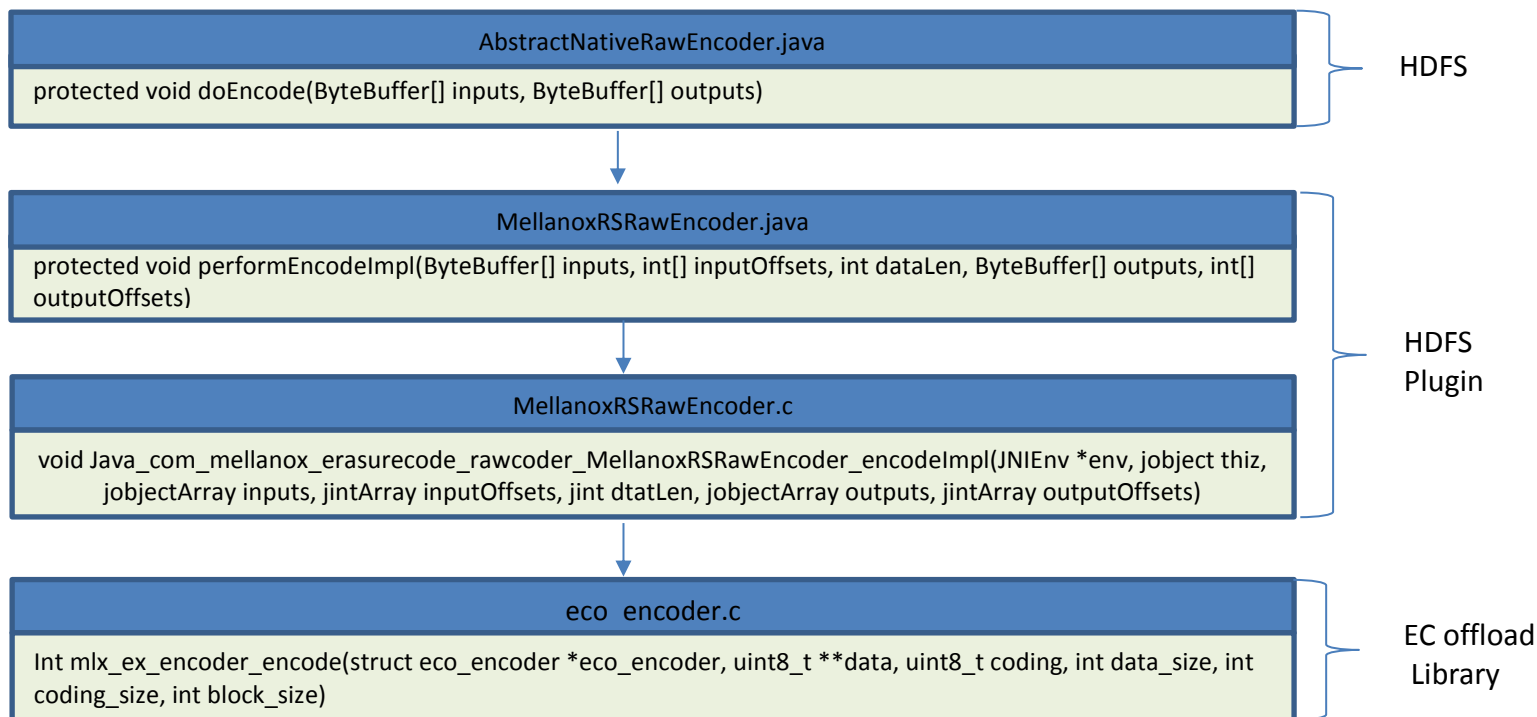 AbstractNativeRawEncoder.java
protected void doEncode(ByteBuffer[] inputs, ByteBuffer[] outputs)
HDFS
MellanoxRSRawEncoder.java
protected void performEncodeImpl(ByteBuffer[] inputs, int[] inputOffsets, int dataLen, ByteBuffer[] outputs, int[]
outputOffsets)
MellanoxRSRawEncoder.c
void Java_com_mellanox_erasurecode_rawcoder_MellanoxRSRawEncoder_encodeImpl(JNIEnv *env, jobject thiz,
jobjectArray inputs, jintArray inputOffsets, jint dtatLen, jobjectArray outputs, jintArray outputOffsets)
HDFS
Plugin
eco_encoder.c
Int mlx_ex_encoder_encode(struct eco_encoder *eco_encoder, uint8_t **data, uint8_t coding, int data_size, int
coding_size, int block_size)
EC offload
Library